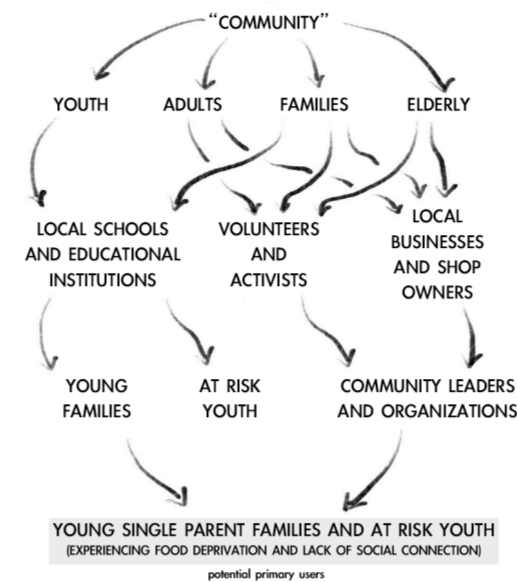 “COMMUNITY”
YOUTH
ADULTS
FAMILIES
ELDERLY
LOCAL SCHOOLS
AND EDUCATIONAL
INSTITUTIONS
VOLUNTEERS
AND
ACTIVISTS
LOCAL
BUSINESSES
AND SHOP
OWNERS
YOUNG
FAMILIES
AT RISK
YOUTH
COMMUNITY LEADERS
AND ORGANIZATIONS
YOUNG SINGLE PARENT FAMILIES AND AT RISK YOUTH
(EXPERIENCING FOOD DEPRIVATION AND LACK OF SOCIAL CONNECTION)
potential primary users